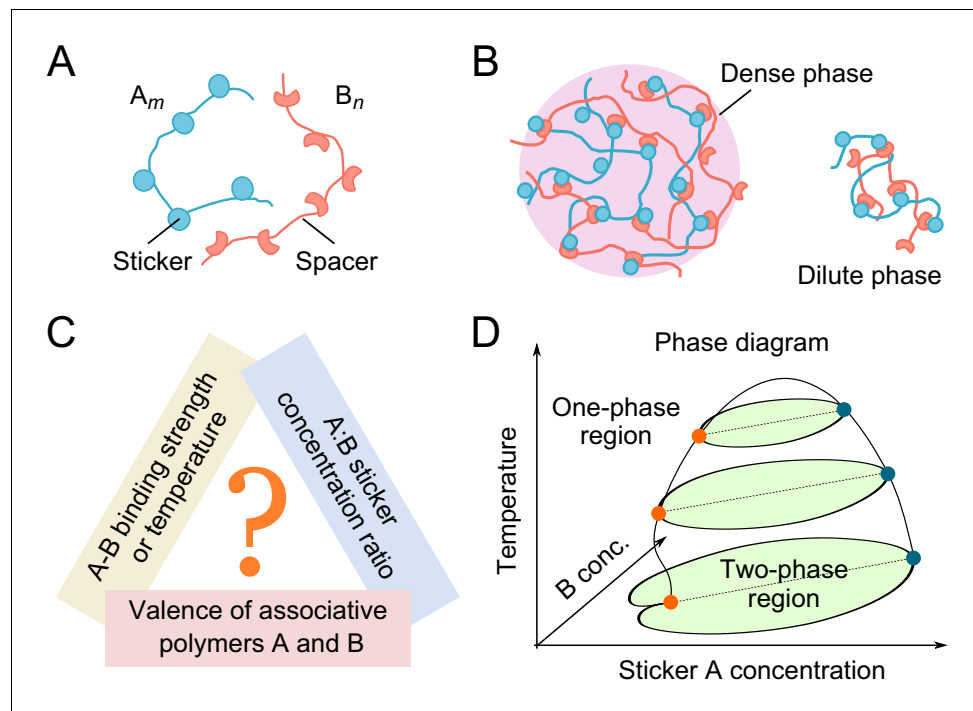 A
A𝑚
B𝑛
Sticker
Spacer
B
Dense phase
Dilute phase
C
A-B binding strength
or temperature
A:B sticker
concentration ratio
?
Valence of associative
polymers A and B
D
Phase diagram
One-phase
region
Temperature
B conc.
Two-phase
region
Sticker A concentration